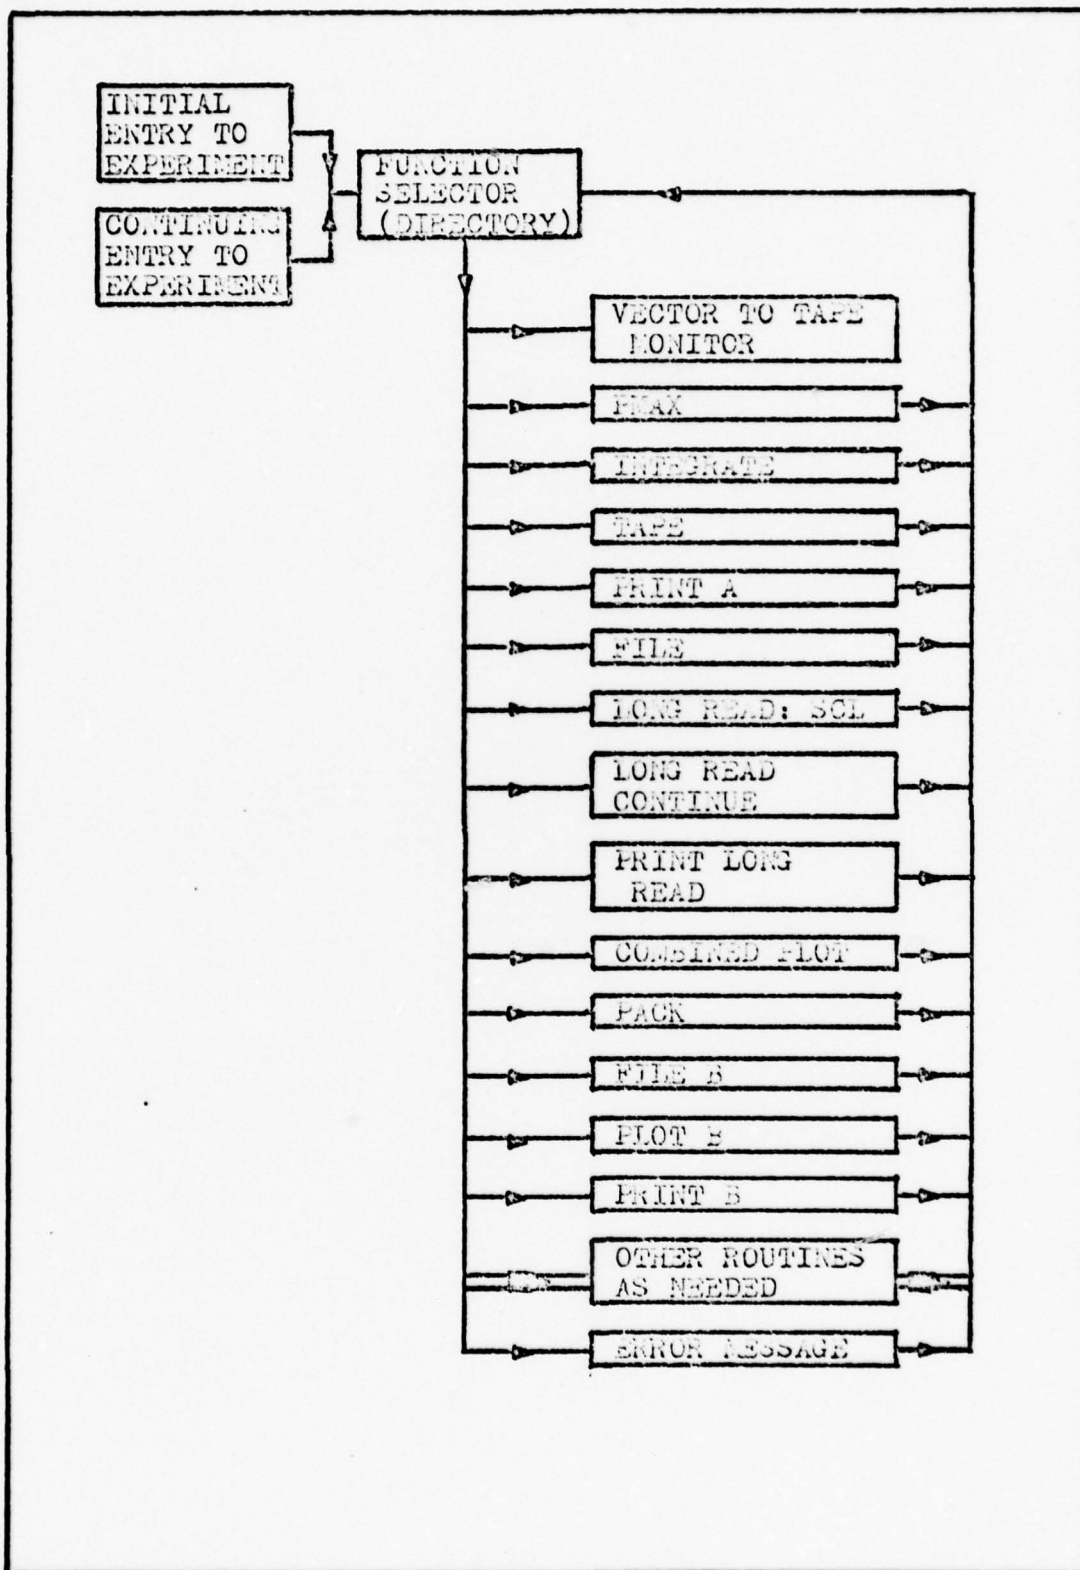 INITIAL
ENTRY TO
EXPERIMENT
CONTINUING
ENTRY TO
EXPERIMENT
FUNCTION
SELECTOR
(DIRECTORY)
VECTOR TO TAPE
MONITOR
PMAX
INTEGRATE
TAPE
PRINT A
FILE
LONG READ: SCL
LONG READ
CONTINUE
PRINT LONG
READ
COMBINED PLOT
PACK
FILE B
PLOT B
PRINT B
OTHER ROUTINES
AS NEEDED
ERROR MESSAGE